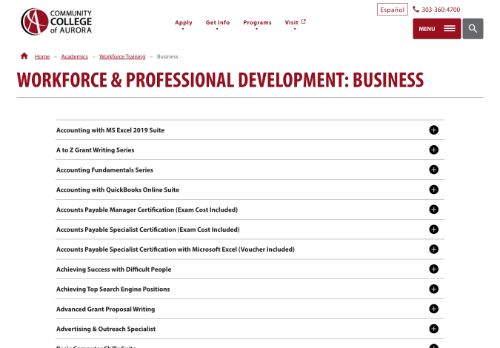 COMMUNITY
COLLEGE
of AURORA
Español 303-360-4700
Apply Get Info Programs Visit
MENU
Home – Academics – Workforce Training – Business
WORKFORCE & PROFESSIONAL DEVELOPMENT: BUSINESS
Accounting with MS Excel 2019 Suite
A to Z Grant Writing Series
Accounting Fundamentals Series
Accounting with QuickBooks Online Suite
Accounts Payable Manager Certification (Exam Cost Included)
Accounts Payable Specialist Certification (Exam Cost Included)
Accounts Payable Specialist Certification with Microsoft Excel (Voucher Included)
Achieving Success with Difficult People
Achieving Top Search Engine Positions
Advanced Grant Proposal Writing
Advertising & Outreach Specialist
Basic Computer Skills Suite